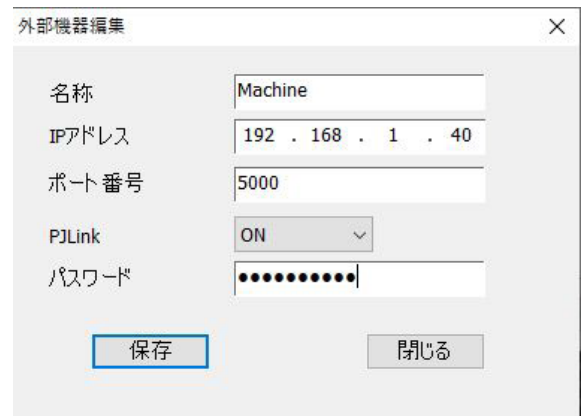 外部機器編集
名称 Machine
IPアドレス 192 . 168 . 1 . 40
ポート番号 5000
PJLink ON
パスワード ●●●●●●●●●●
保存 閉じる